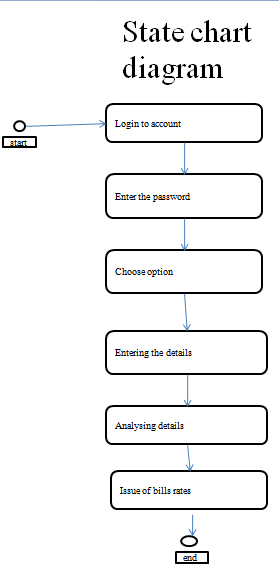 State chart
diagram
Login to account
start
Enter the password
Choose option
Entering the details
Analysing details
Issue of bills rates
end